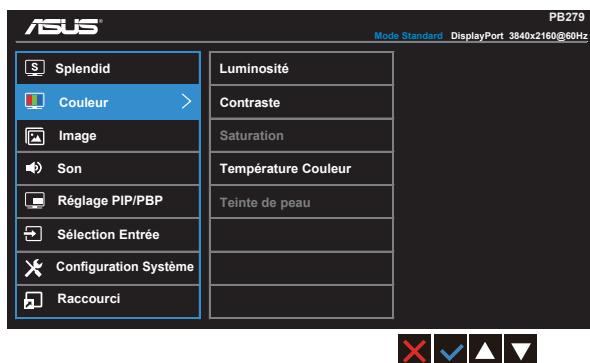 ASUS
PB279
Mode Standard DisplayPort 3840x2160@60Hz
S Splendid
Couleur
Image
Son
Réglage PIP/PBP
Sélection Entrée
Configuration Système
Raccourci
Luminosité
Contraste
Saturation
Température Couleur
Teinte de peau